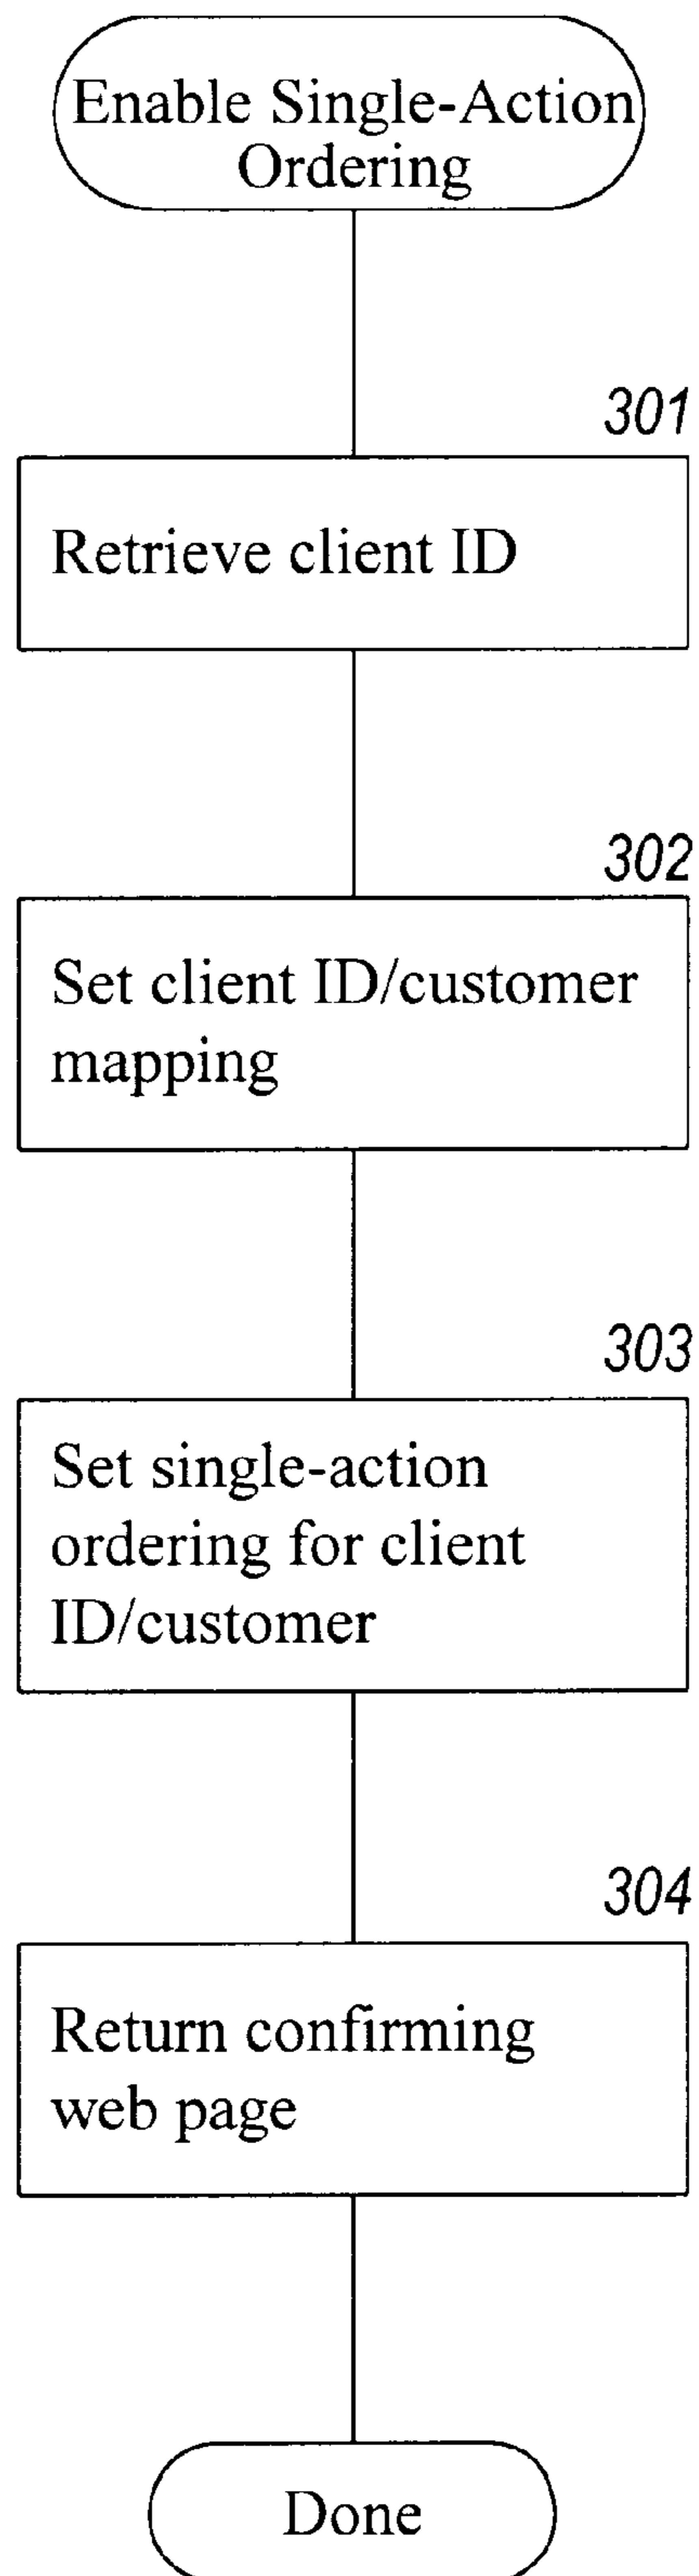 Enable Single-Action
Ordering
301
Retrieve client ID
302
Set client ID/customer
mapping
303
Set single-action
ordering for client
ID/customer
304
Return confirming
web page
Done